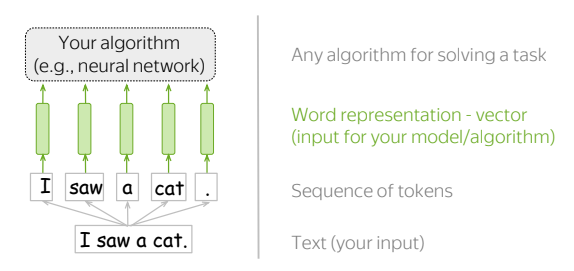 Your algorithm
(e.g., neural network)
Any algorithm for solving a task
Word representation - vector
(input for your model/algorithm)
I saw a cat .
Sequence of tokens
I saw a cat.
Text (your input)